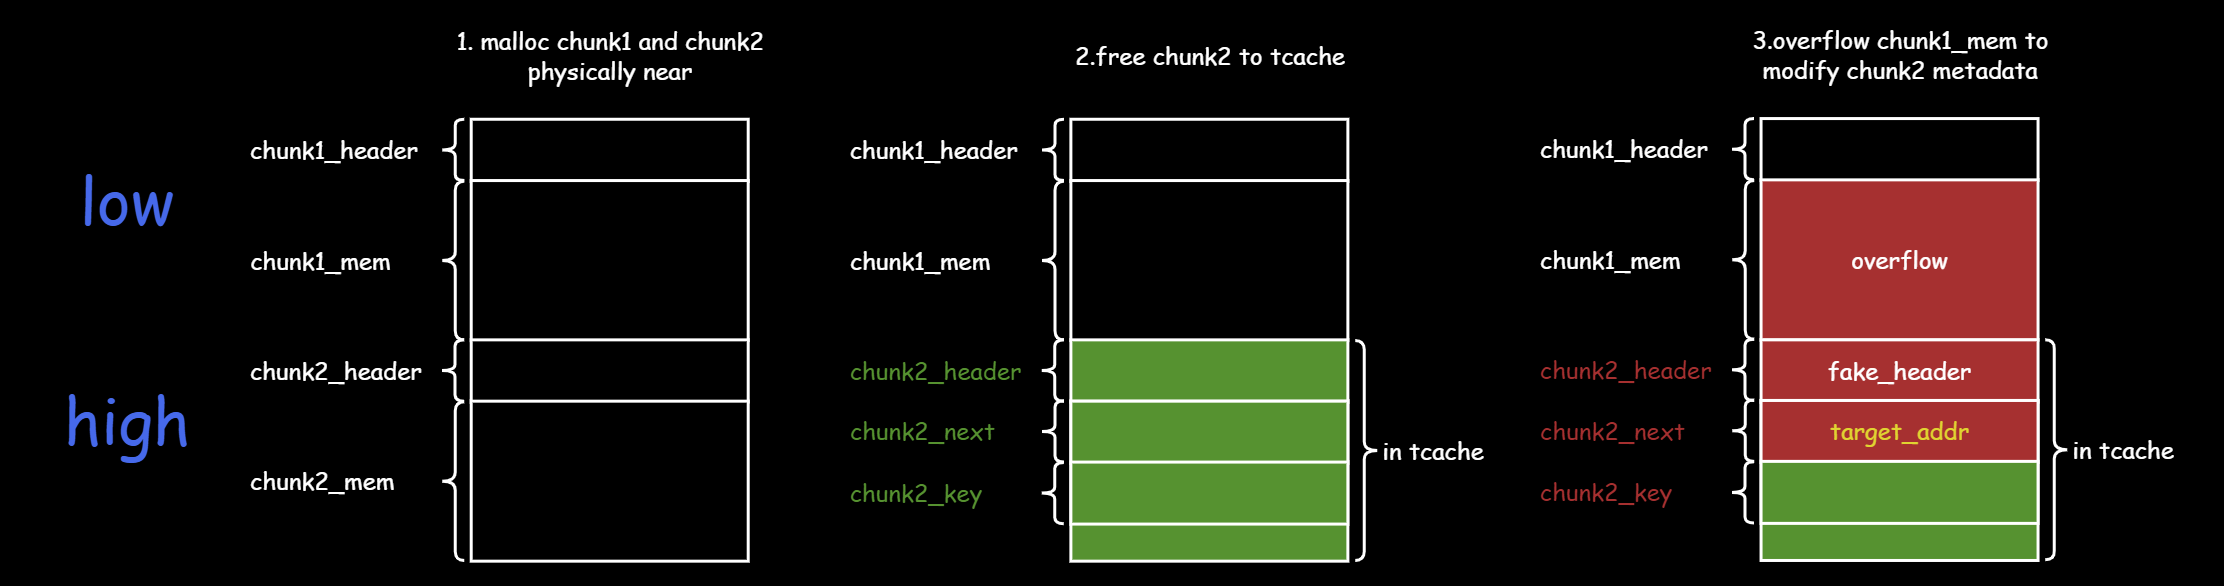 1. malloc chunk1 and chunk2
physically near
2.free chunk2 to tcache
3.overflow chunk1_mem to
modify chunk2 metadata
low
high
chunk1_header
chunk1_mem
chunk2_header
chunk2_mem
chunk1_header
chunk1_mem
chunk2_header
chunk2_next
chunk2_key
in tcache
chunk1_header
chunk1_mem
overflow
chunk2_header
fake_header
chunk2_next
target_addr
chunk2_key
in tcache